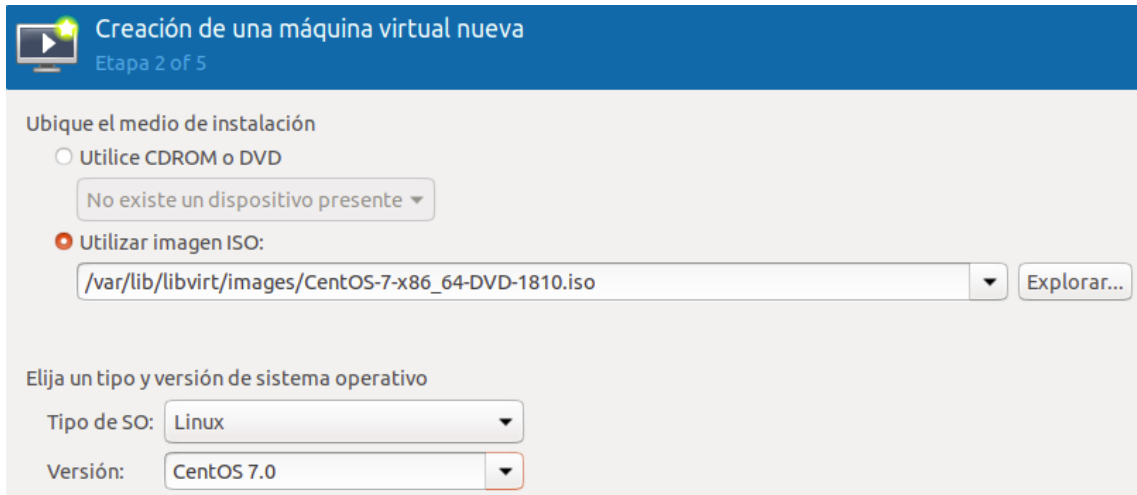 Creación de una máquina virtual nueva
Etapa 2 of 5
Ubique el medio de instalación
Utilice CDROM o DVD
No existe un dispositivo presente
Utilizar imagen ISO:
/var/lib/libvirt/images/CentOS-7-x86_64-DVD-1810.iso Explorar...
Elija un tipo y versión de sistema operativo
Tipo de SO: Linux
Versión: CentOS 7.0